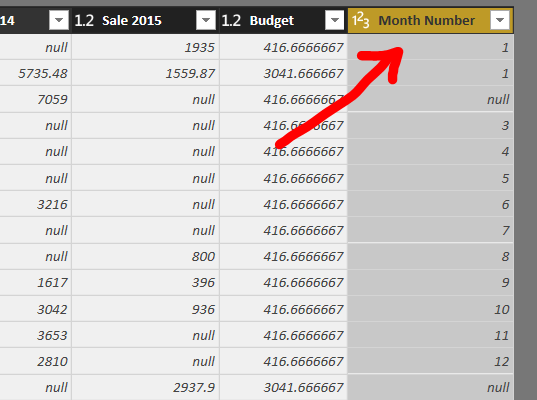 14 1.2 Sale 2015 1.2 Budget 123 Month Number
null 1935 416.6666667 1
5735.48 1559.87 3041.666667 1
7059 null 416.6666667 null
null null 416.6666667 3
null null 416.6666667 4
null null 416.6666667 5
3216 null 416.6666667 6
null null 416.6666667 7
null 800 416.6666667 8
1617 396 416.6666667 9
3042 936 416.6666667 10
3653 null 416.6666667 11
2810 null 416.6666667 12
null 2937.9 3041.666667 null